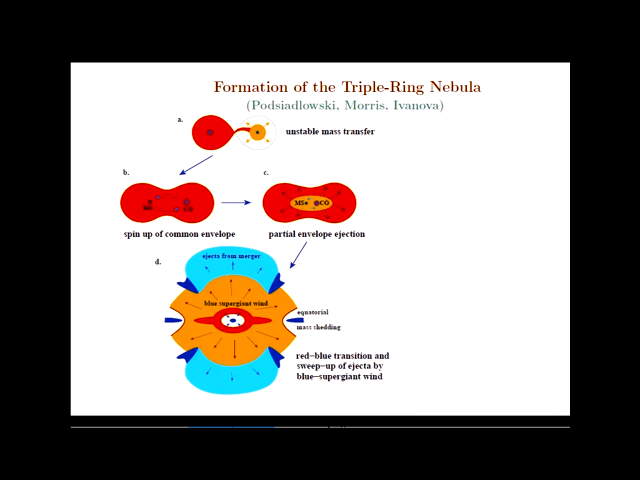 Formation of the Triple-Ring Nebula
(Podsiadlowski, Morris, Ivanova)
a.
unstable mass transfer
b.
c.
MS
CO
spin up of common envelope
partial envelope ejection
d.
ejecta from merger
blue supergiant wind
equatorial
mass shedding
red-blue transition and
sweep-up of ejecta by
blue-supergiant wind